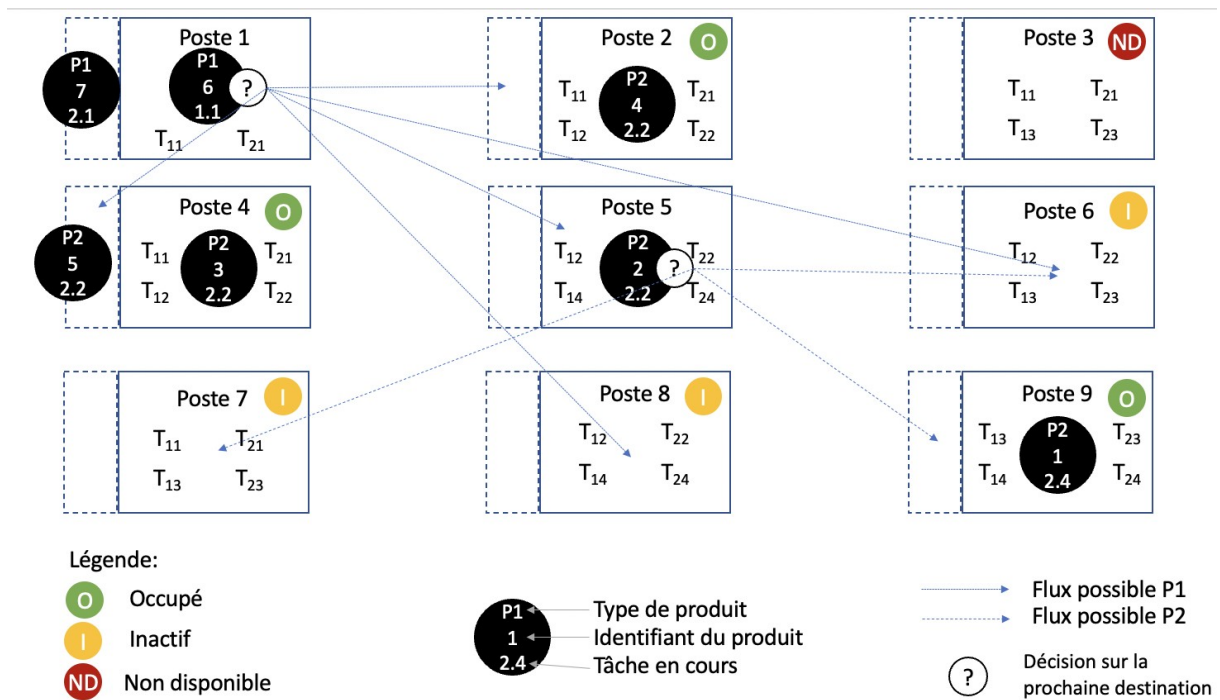 Poste 1
P1
7
2.1
P1
6
1.1
?
T11
T21
Poste 2
O
P2
4
2.2
T11
T21
T12
T22
Poste 3
ND
T11
T21
T13
T23
Poste 4
O
P2
5
2.2
P2
3
2.2
T11
T21
T12
T22
Poste 5
P2
2
2.2
?
T12
T22
T14
T24
Poste 6
I
T12
T22
T13
T23
Poste 7
I
T11
T21
T13
T23
Poste 8
I
T12
T22
T14
T24
Poste 9
O
P2
1
2.4
T13
T23
T14
T24
Légende:
O Occupé
I Inactif
ND Non disponible
P1 Type de produit
1 Identifiant du produit
2.4 Tâche en cours
Flux possible P1
Flux possible P2
? Décision sur la
prochaine destination